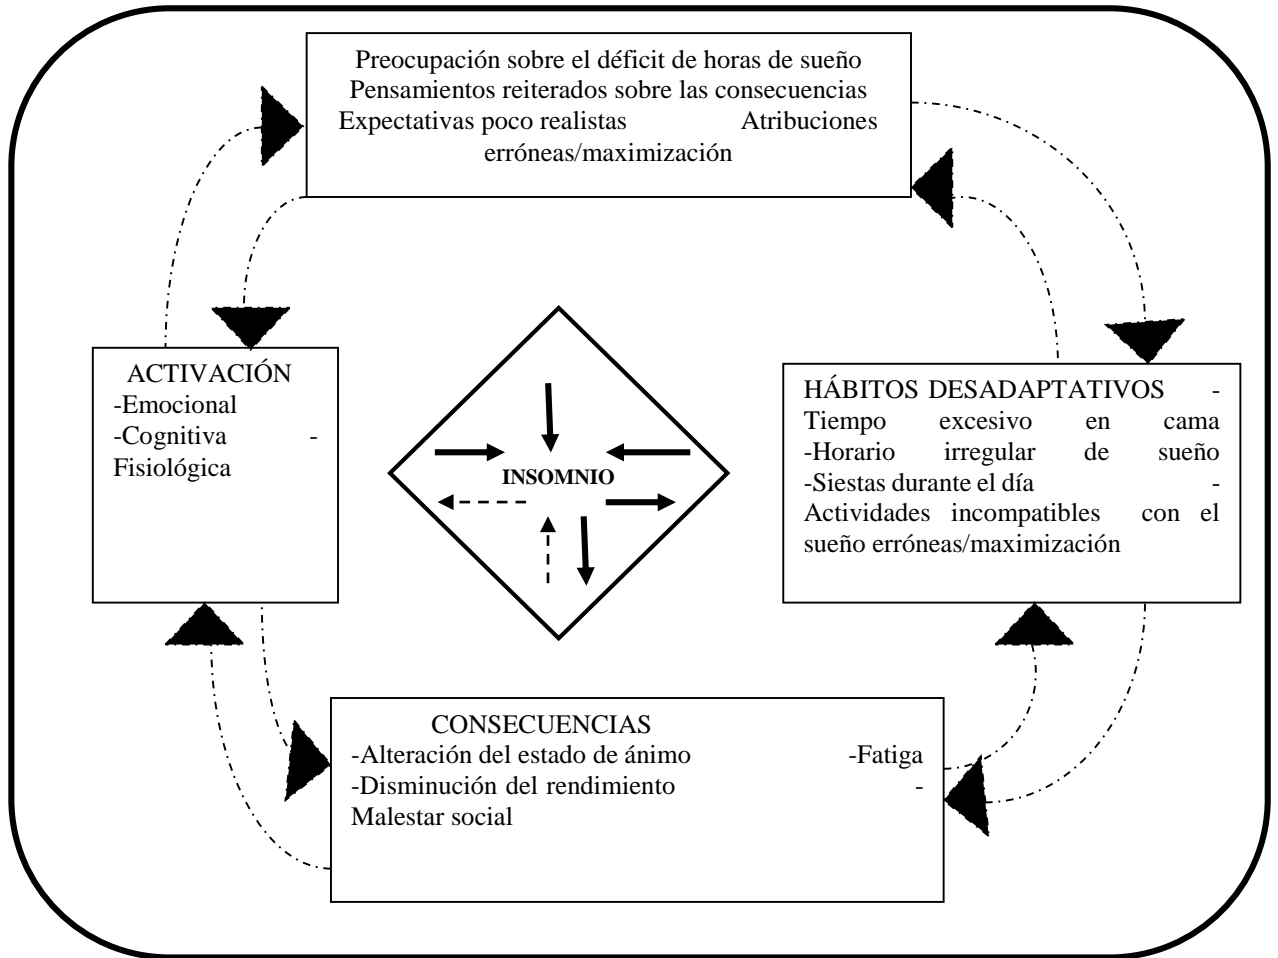 Preocupación sobre el déficit de horas de sueño
Pensamientos reiterados sobre las consecuencias
Expectativas poco realistas Atribuciones
erróneas/maximización
ACTIVACIÓN
-Emocional
-Cognitiva -
Fisiológica
INSOMNIO
HÁBITOS DESADAPTATIVOS -
Tiempo excesivo en cama
-Horario irregular de sueño
-Siestas durante el día -
Actividades incompatibles con el
sueño erróneas/maximización
CONSECUENCIAS
-Alteración del estado de ánimo -Fatiga
-Disminución del rendimiento -
Malestar social